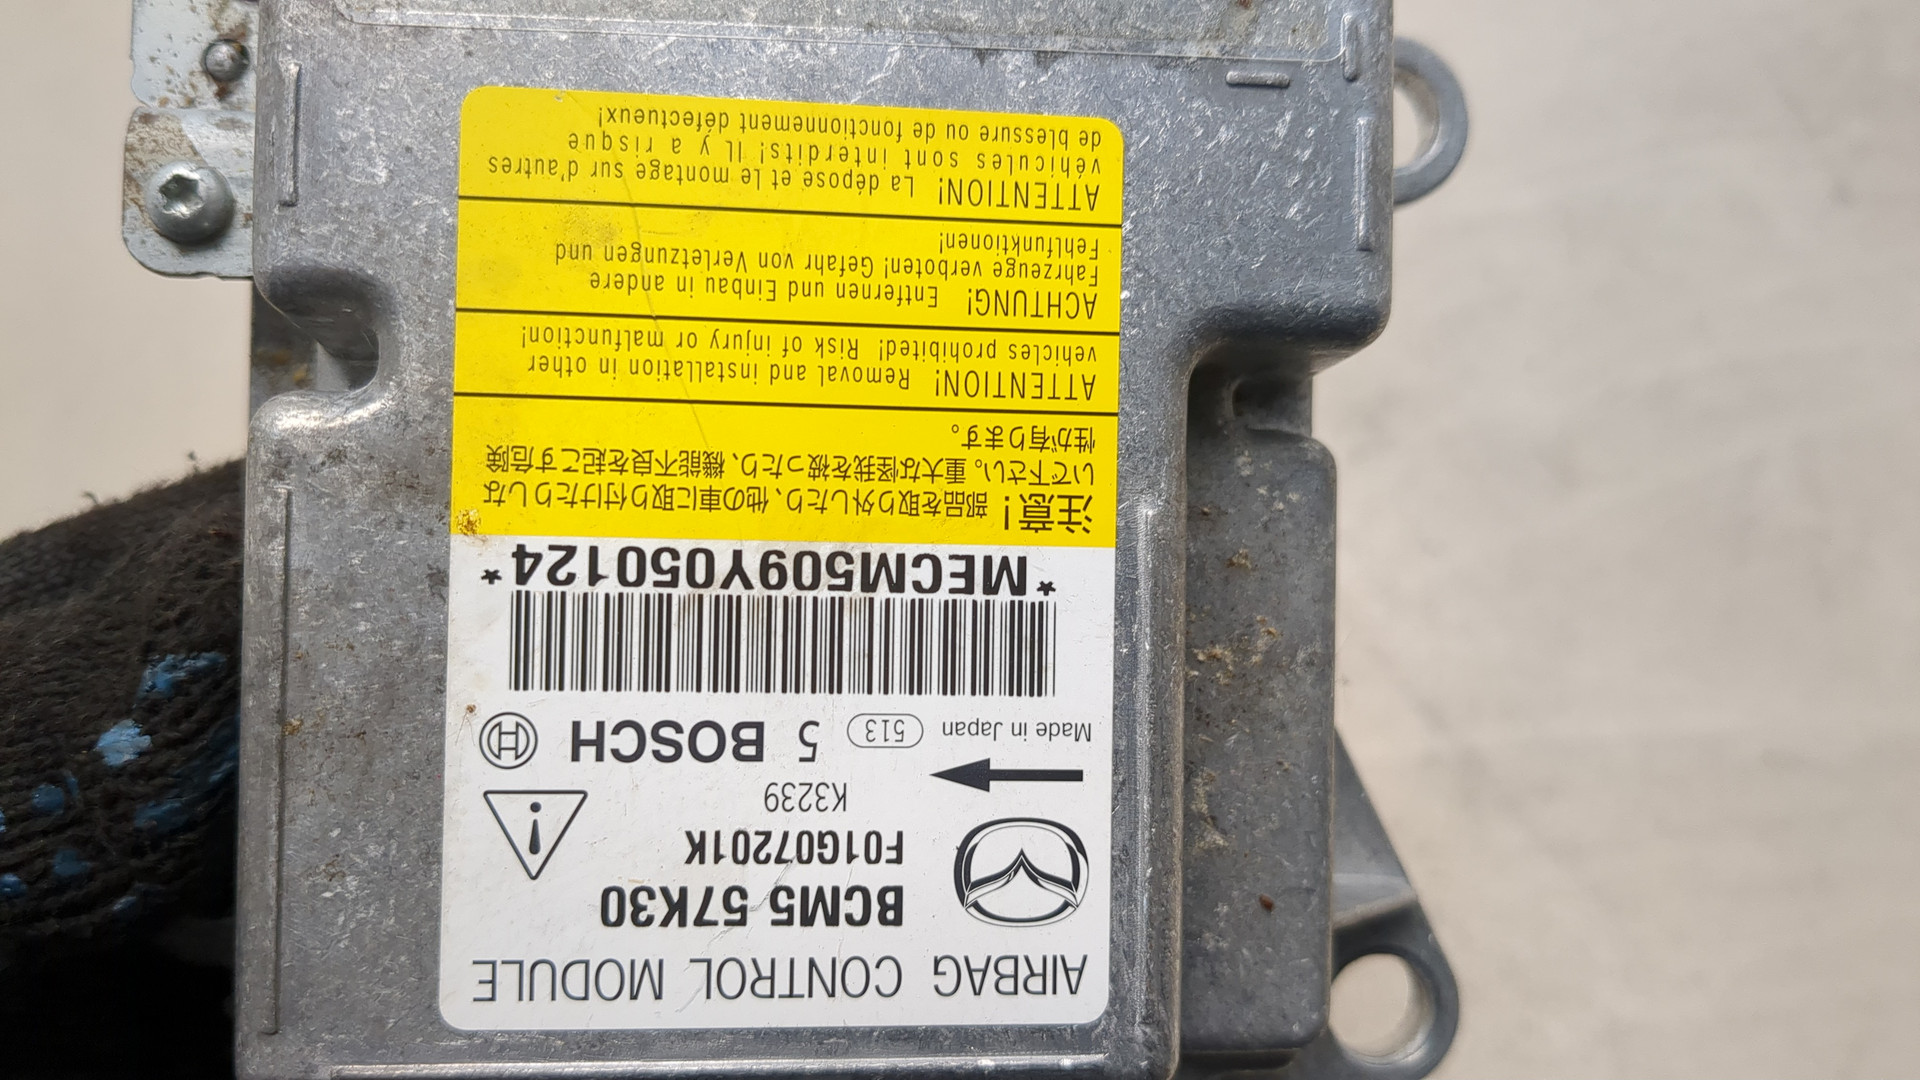 AIRBAG CONTROL MODULE
BCM5 57K30
F01G07201K
K3239
Made in Japan 513 5 BOSCH
*MECM509Y050124*
注意! 部品を取り外したり、他の車に取り付けたりしな
いで下さい。重大な怪我を被ったり、機能不良を起こす危険
性が有ります。
ATTENTION! Removal and installation in other
vehicles prohibited! Risk of injury or malfunction!
ACHTUNG! Entfernen und Einbau in andere
Fahrzeuge verboten! Gefahr von Verletzungen und
Fehlfunktionen!
ATTENTION! La dépose et le montage sur d'autres
véhicules sont interdits! IL y a risque
de blessure ou de fonctionnement défectueux!